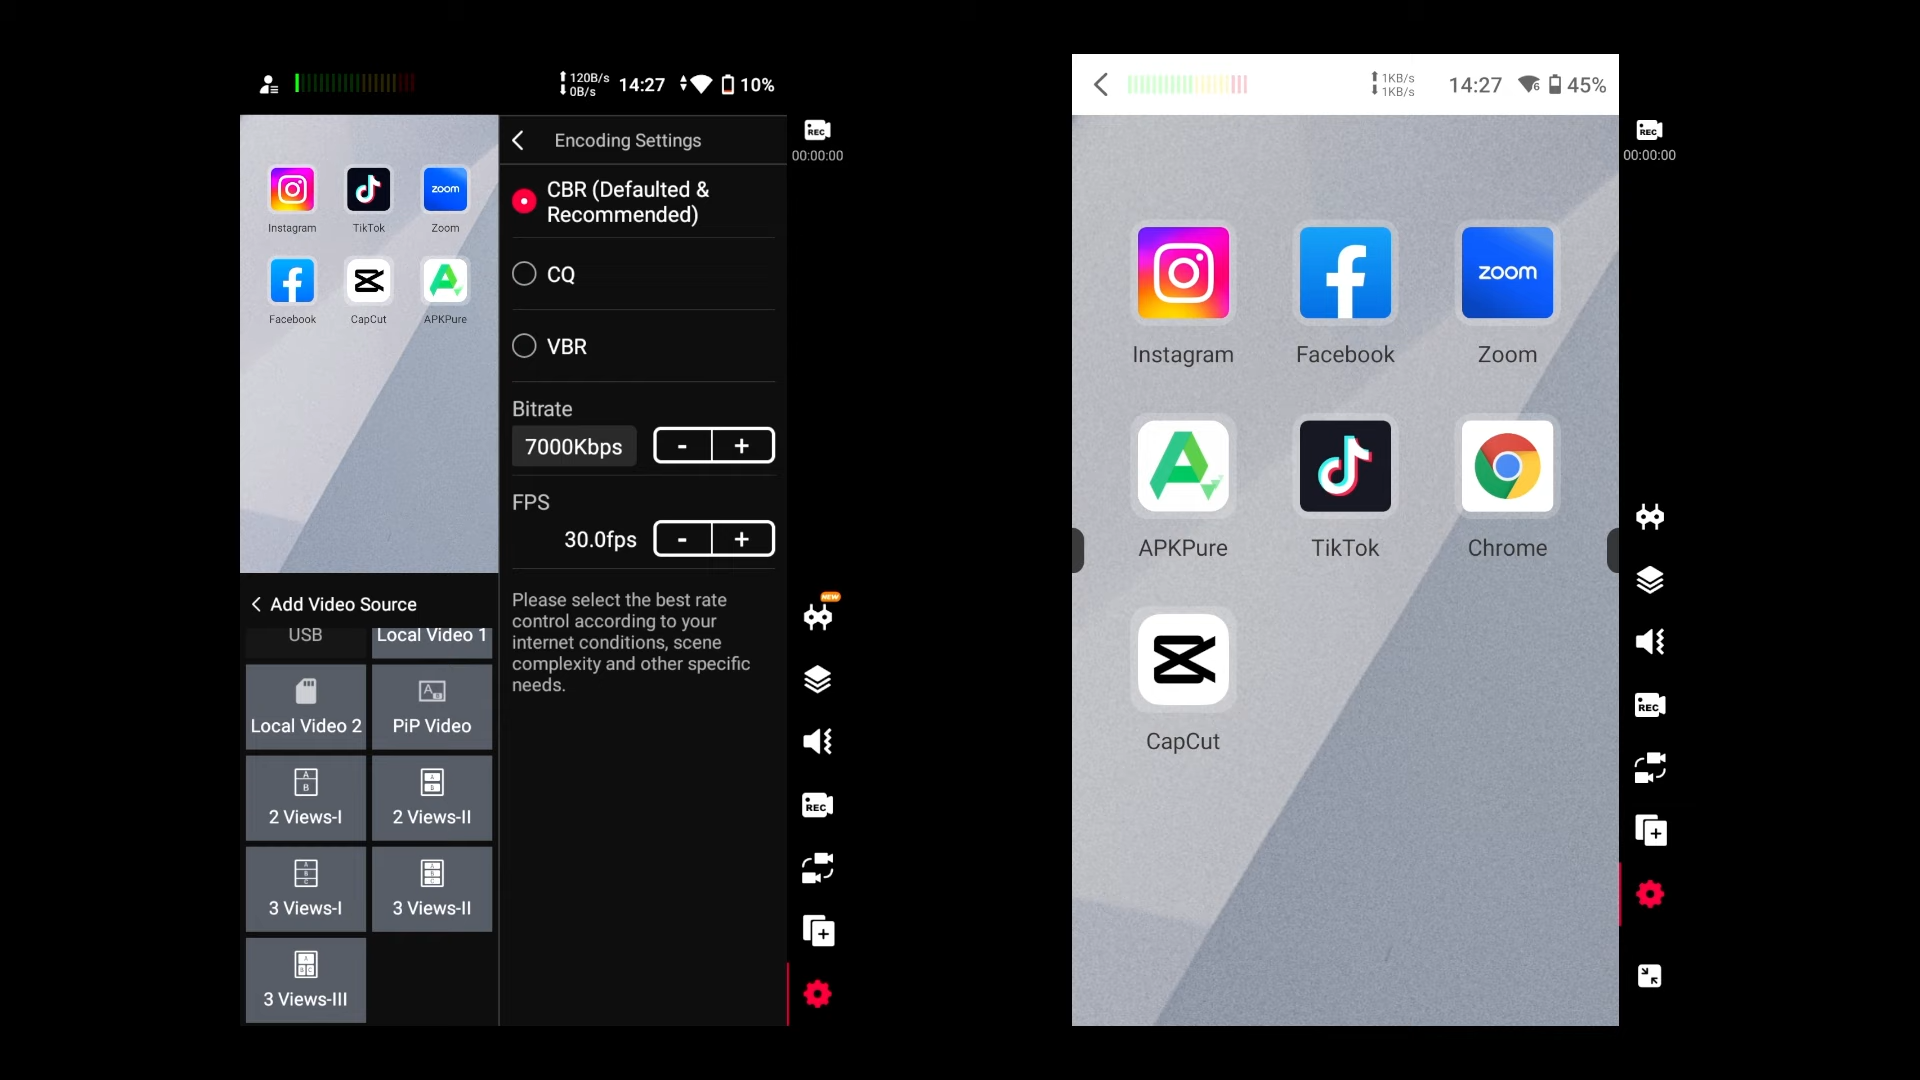 120B/s
0B/s
14:27
10%
REC
00:00:00
zoom
Instagram
TikTok
Zoom
Facebook
CapCut
APKPure
Add Video Source
USB
Local Video 1
Local Video 2
PiP Video
2 Views-I
2 Views-II
3 Views-I
3 Views-II
3 Views-III
Encoding Settings
CBR (Defaulted &
Recommended)
CQ
VBR
Bitrate
7000Kbps
-
+
FPS
30.0fps
-
+
Please select the best rate
control according to your
internet conditions, scene
complexity and other specific
needs.
NEW
REC
1KB/s
1KB/s
14:27
6
45%
REC
00:00:00
zoom
Instagram
Facebook
Zoom
APKPure
TikTok
Chrome
CapCut
REC